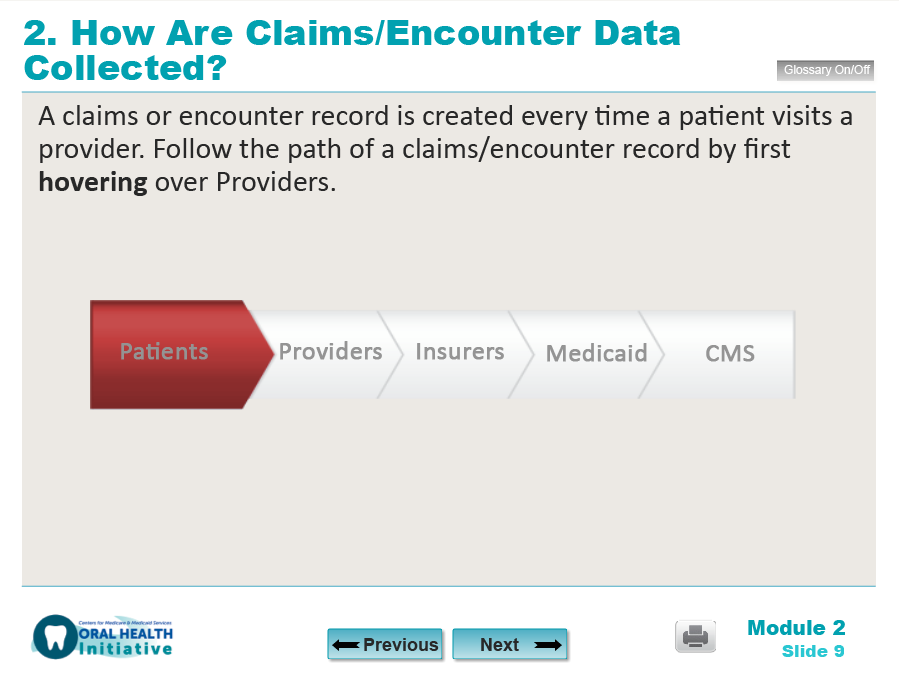 2. How Are Claims/Encounter Data
Collected?
Glossary On/Off
A claims or encounter record is created every time a patient visits a
provider. Follow the path of a claims/encounter record by first
hovering over Providers.
Patients
Providers
Insurers
Medicaid
CMS
Centers for Medicare & Medicaid Services
ORAL HEALTH
Initiative
Previous
Next
Module 2
Slide 9